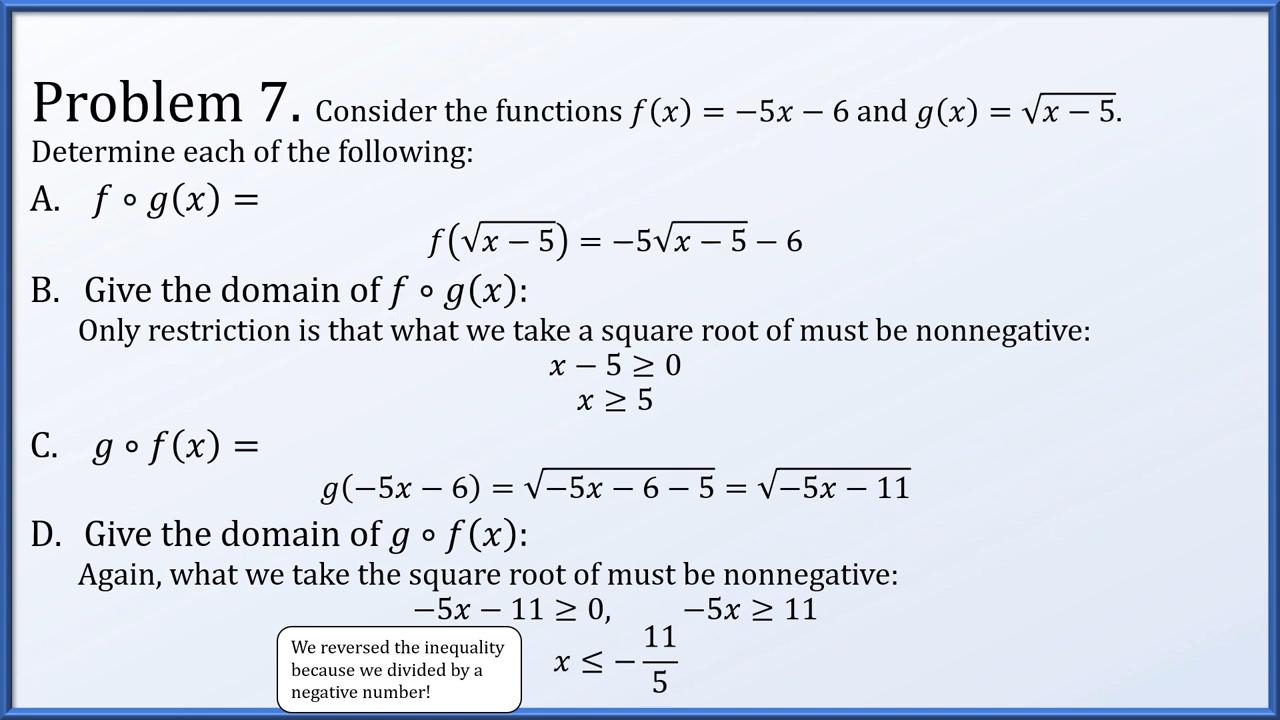 Problem 7. Consider the functions f(x) = −5x − 6 and g(x) = √(x − 5).
Determine each of the following:
A. f ∘ g(x) =
f(√(x − 5)) = −5√(x − 5) − 6
B. Give the domain of f ∘ g(x):
Only restriction is that what we take a square root of must be nonnegative:
x − 5 ≥ 0
x ≥ 5
C. g ∘ f(x) =
g(−5x − 6) = √(−5x − 6 − 5) = √(−5x − 11)
D. Give the domain of g ∘ f(x):
Again, what we take the square root of must be nonnegative:
−5x − 11 ≥ 0, −5x ≥ 11
x ≤ −11/5
We reversed the inequality
because we divided by a
negative number!